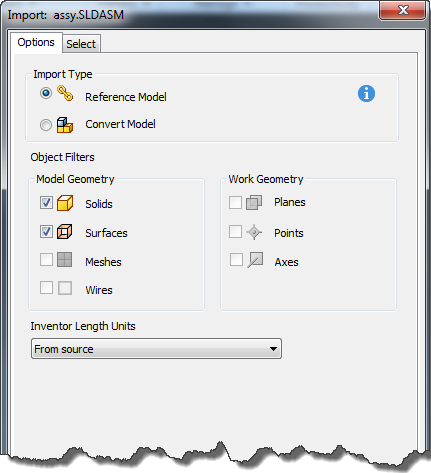 Import: assy.SLDASM
Options
Select
Import Type
Reference Model
Convert Model
Object Filters
Model Geometry
Solids
Surfaces
Meshes
Wires
Work Geometry
Planes
Points
Axes
Inventor Length Units
From source